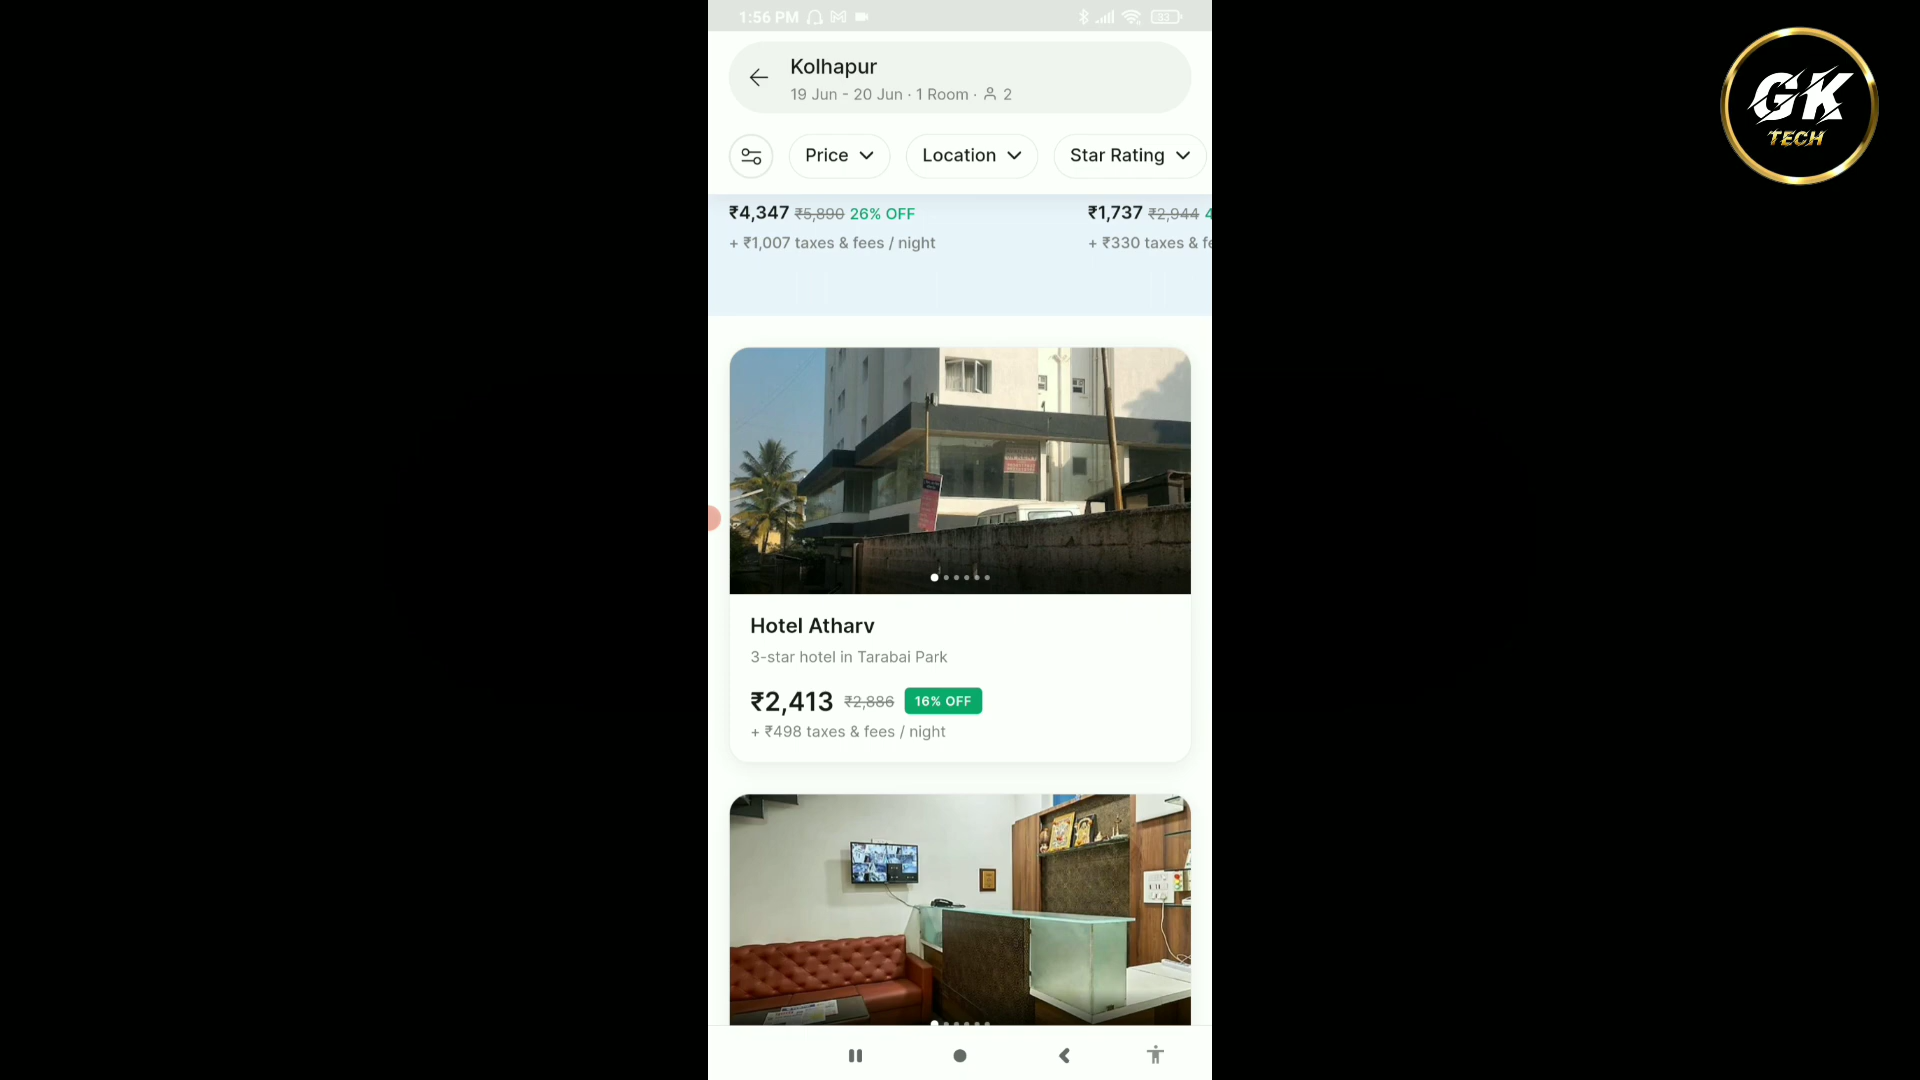 1:56 PM
93
Kolhapur
19 Jun - 20 Jun · 1 Room · 2
Price
Location
Star Rating
₹4,347 ₹5,890 26% OFF
+ ₹1,007 taxes & fees / night
₹1,737 ₹2,944 4
+ ₹330 taxes & fe
Hotel Atharv
3-star hotel in Tarabai Park
₹2,413 ₹2,886 16% OFF
+ ₹498 taxes & fees / night
GK
TECH